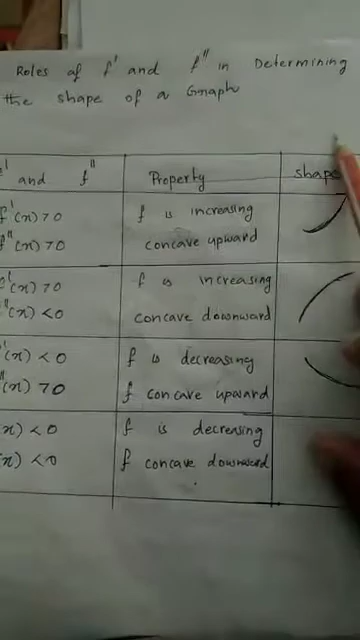 Roles of f' and f" in Determining
the shape of a Graph
f' and f" Property shape
f'(x) > 0 f is increasing
f"(x) > 0 concave upward
f'(x) > 0 f is increasing
f"(x) < 0 concave downward
f'(x) < 0 f is decreasing
f"(x) > 0 f concave upward
(x) < 0 f is decreasing
(x) < 0 f concave downward